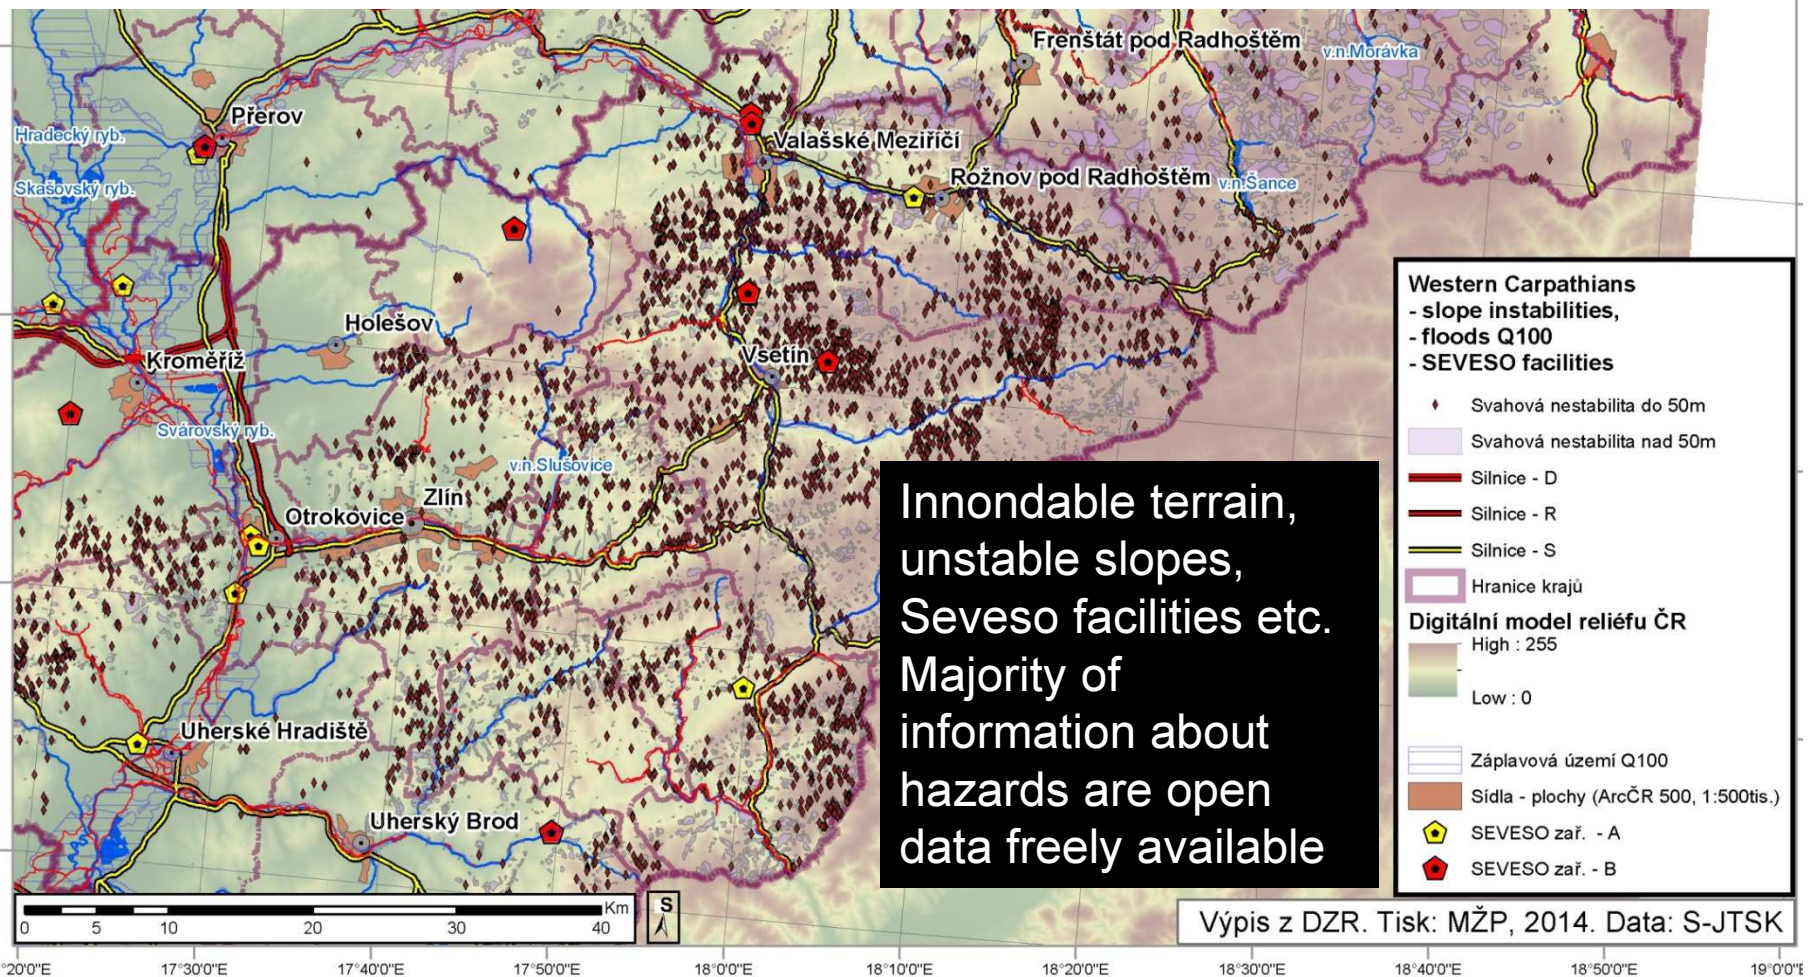 Frenštát pod Radhoštěm
v.n.Morávka
Přerov
Hradecký ryb.
Valašské Meziříčí
Rožnov pod Radhoštěm
v.n.Šance
Skašovský ryb.
Holešov
Kroměříž
Vsetín
Svárovský ryb.
v.n.Slušovice
Zlín
Otrokovice
Uherské Hradiště
Uherský Brod
Innondable terrain,
unstable slopes,
Seveso facilities etc.
Majority of
information about
hazards are open
data freely available
Western Carpathians
- slope instabilities,
- floods Q100
- SEVESO facilities
Svahová nestabilita do 50m
Svahová nestabilita nad 50m
Silnice - D
Silnice - R
Silnice - S
Hranice krajů
Digitální model reliéfu ČR
High : 255
Low : 0
Záplavová území Q100
Sídla - plochy (ArcČR 500, 1:500tis.)
SEVESO zař. - A
SEVESO zař. - B
Km
0 5 10 20 30 40
S
Výpis z DZR. Tisk: MŽP, 2014. Data: S-JTSK
°20'0"E 17°30'0"E 17°40'0"E 17°50'0"E 18°0'0"E 18°10'0"E 18°20'0"E 18°30'0"E 18°40'0"E 18°50'0"E 19°0'0"E